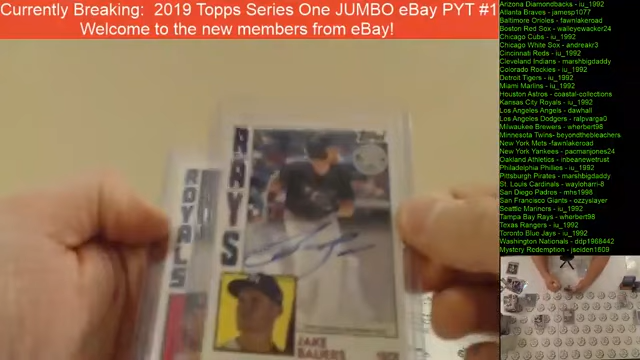 Currently Breaking: 2019 Topps Series One JUMBO eBay PYT #1
Welcome to the new members from eBay!
Arizona Diamondbacks - iu_1992
Atlanta Braves - jamesp1077
Baltimore Orioles - fawnlakeroad
Boston Red Sox - walleyewacker24
Chicago Cubs - iu_1992
Chicago White Sox - andreakr3
Cincinnati Reds - iu_1992
Cleveland Indians - marshbigdaddy
Colorado Rockies - iu_1992
Detroit Tigers - iu_1992
Miami Marlins - iu_1992
Houston Astros - coastal-collections
Kansas City Royals - iu_1992
Los Angeles Angels - dawhall
Los Angeles Dodgers - ralpvarga0
Milwaukee Brewers - wherbert98
Minnesota Twins- beyondthebleachers
New York Mets -fawnlakeroad
New York Yankees - pacmanjones24
Oakland Athletics - inbeanewetrust
Philadelphia Phillies - iu_1992
Pittsburgh Pirates - marshbigdaddy
St. Louis Cardinals - wayloharri-8
San Diego Padres - mhs1998
San Francisco Giants - ozzyslayer
Seattle Mariners - iu_1992
Tampa Bay Rays - wherbert98
Texas Rangers - iu_1992
Toronto Blue Jays - iu_1992
Washington Nationals - ddp1968442
Mystery Redemption - jseiden1609
RAYS
ROYALS
Topps
JAKE
BAUERS